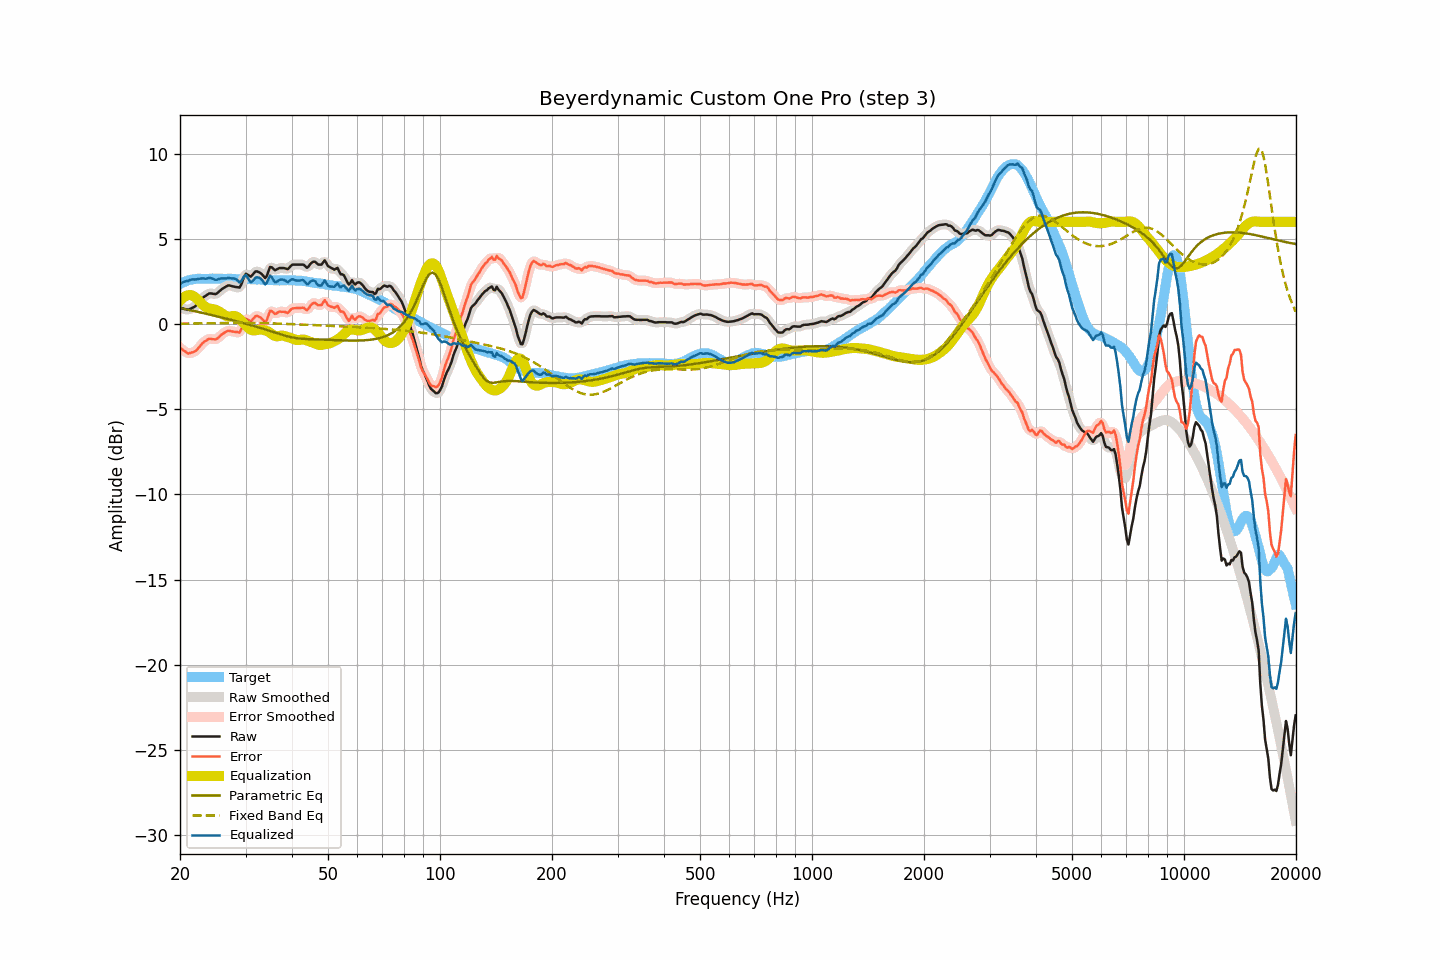 Beyerdynamic Custom One Pro (step 3)
10
5
0
−5
−10
−15
−20
−25
−30
Amplitude (dBr)
Target
Raw Smoothed
Error Smoothed
Raw
Error
Equalization
Parametric Eq
Fixed Band Eq
Equalized
20 50 100 200 500 1000 2000 5000 10000 20000
Frequency (Hz)